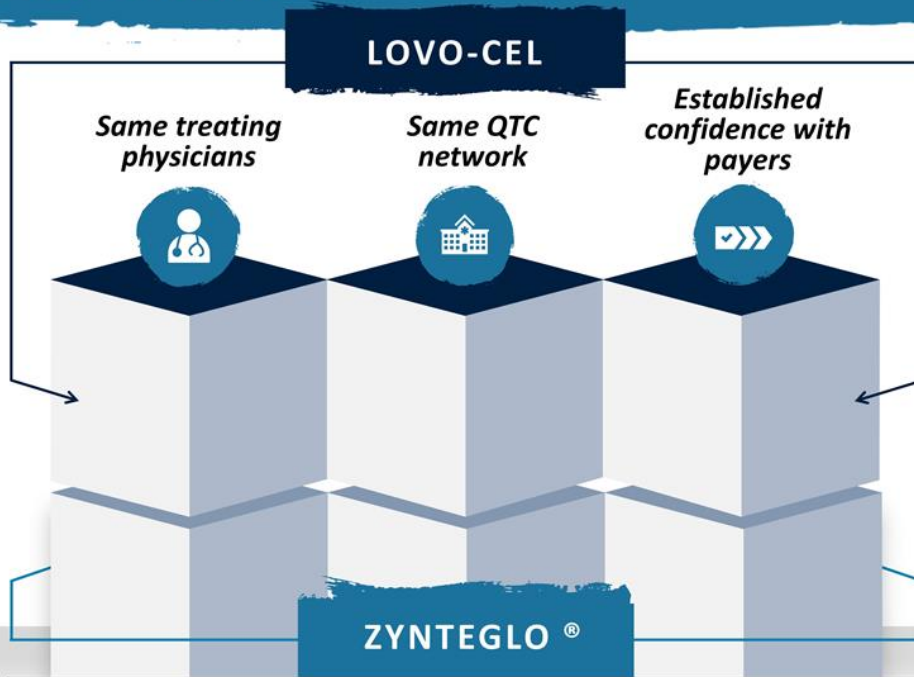 LOVO-CEL
Same treating
physicians
Same QTC
network
Established
confidence with
payers
ZYNTEGLO ®